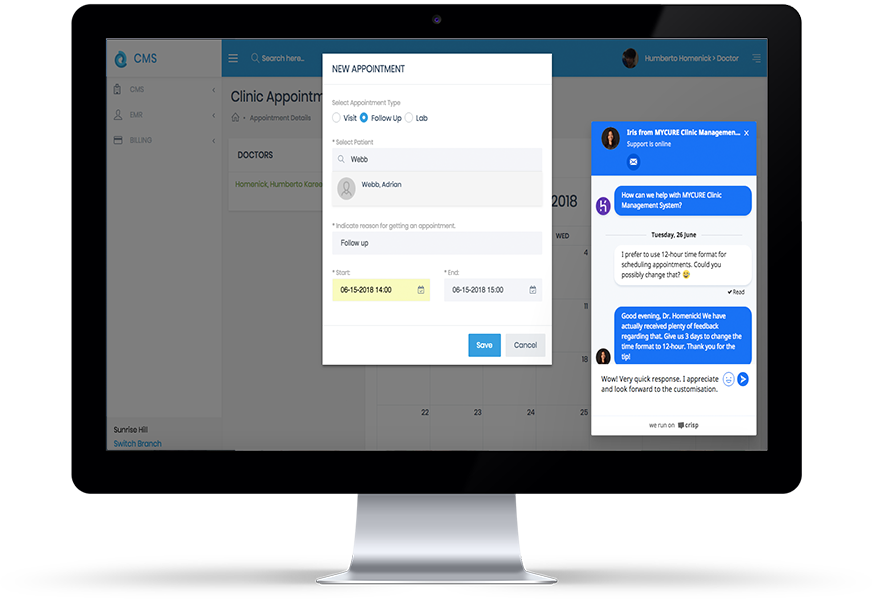 CMS
Search here..
Humberto Homenick > Doctor
CMS
EMR
BILLING
Sunrise Hill
Switch Branch
Clinic Appointm
Appointment Details
DOCTORS
Homenick, Humberto Karee
NEW APPOINTMENT
Select Appointment Type
Visit Follow Up Lab
* Select Patient
Webb
Webb, Adrian
* Indicate reason for getting an appointment.
Follow up
* Start: * End:
06-15-2018 14:00 06-15-2018 15:00
Save Cancel
2018
WED
4
11
18
22 23 24 25
Iris from MYCURE Clinic Managemen... X
Support is online
How can we help with MYCURE Clinic
Management System?
Tuesday, 26 June
I prefer to use 12-hour time format for
scheduling appointments. Could you
possibly change that? 😉
✔ Read
Good evening, Dr. Homenick! We have
actually received plenty of feedback
regarding that. Give us 3 days to change the
time format to 12-hour. Thank you for the
tip!
Wow! Very quick response. I appreciate
and look forward to the customisation.
we run on crisp